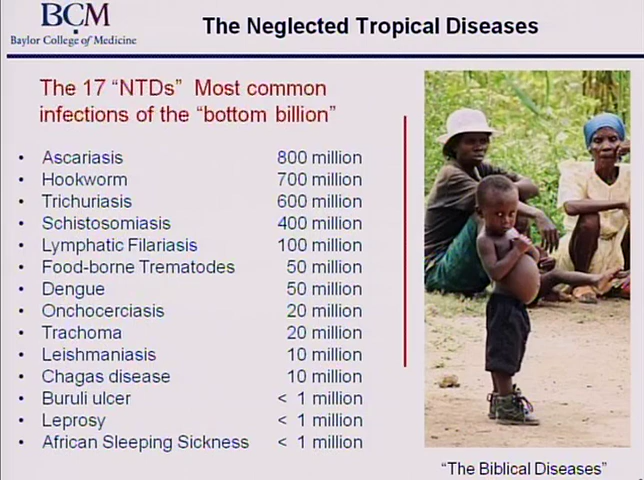 BCM
Baylor College of Medicine
The Neglected Tropical Diseases
The 17 “NTDs” Most common
infections of the “bottom billion”
• Ascariasis 800 million
• Hookworm 700 million
• Trichuriasis 600 million
• Schistosomiasis 400 million
• Lymphatic Filariasis 100 million
• Food-borne Trematodes 50 million
• Dengue 50 million
• Onchocerciasis 20 million
• Trachoma 20 million
• Leishmaniasis 10 million
• Chagas disease 10 million
• Buruli ulcer < 1 million
• Leprosy < 1 million
• African Sleeping Sickness < 1 million
“The Biblical Diseases”